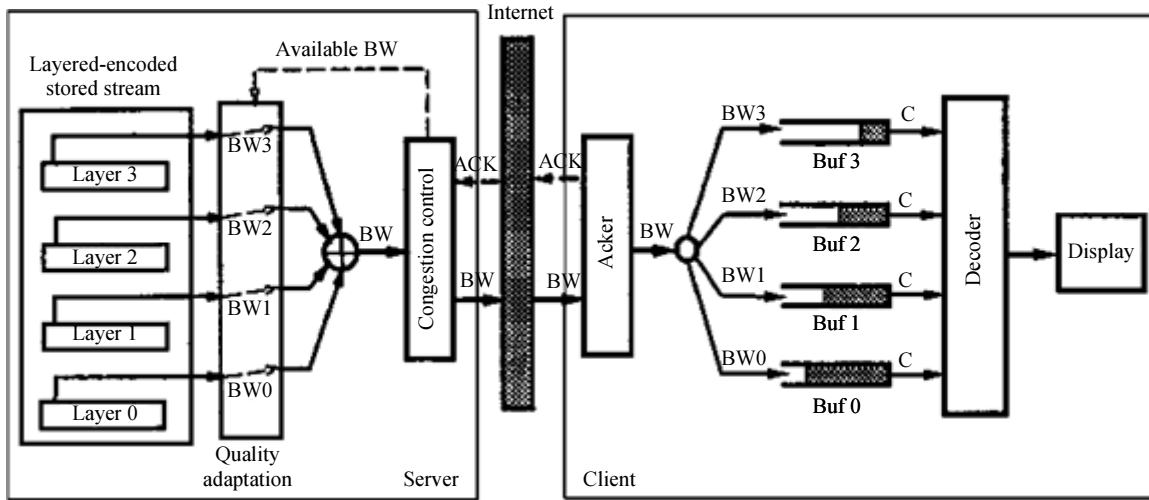 Internet
Available BW
Layered-encoded
stored stream
BW3
Layer 3
BW2
Layer 2
BW1
Layer 1
BW0
Layer 0
Quality
adaptation
BW
Congestion control
ACK
BW
Server
ACK
BW
Acker
BW
BW3
Buf 3
C
BW2
Buf 2
C
BW1
Buf 1
C
BW0
Buf 0
C
Decoder
Display
Client